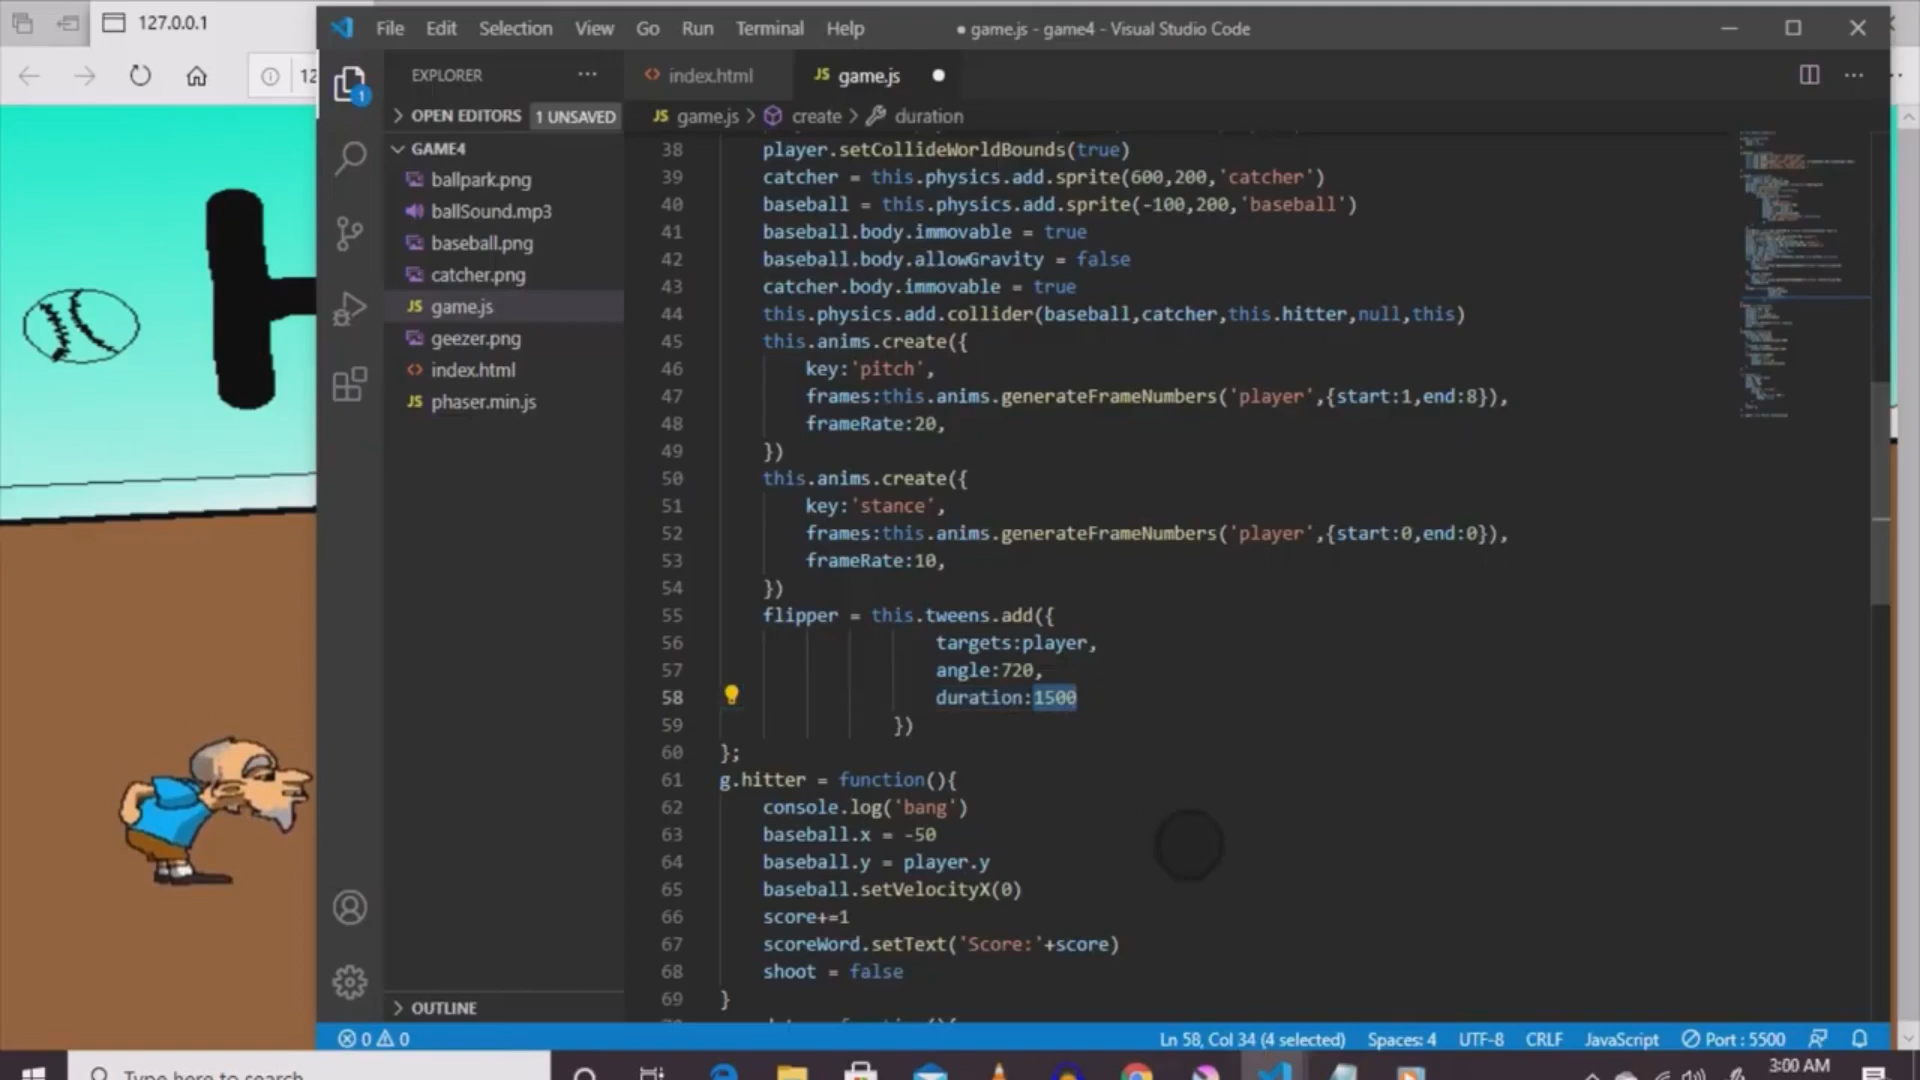 127.0.0.1
File Edit Selection View Go Run Terminal Help
● game.js - game4 - Visual Studio Code
12
1
EXPLORER
index.html
JS game.js
OPEN EDITORS 1 UNSAVED
JS game.js > create > duration
GAME4
ballpark.png
ballSound.mp3
baseball.png
catcher.png
JS game.js
geezer.png
index.html
JS phaser.min.js
OUTLINE
38 player.setCollideWorldBounds(true)
39 catcher = this.physics.add.sprite(600,200,'catcher')
40 baseball = this.physics.add.sprite(-100,200,'baseball')
41 baseball.body.immovable = true
42 baseball.body.allowGravity = false
43 catcher.body.immovable = true
44 this.physics.add.collider(baseball,catcher,this.hitter,null,this)
45 this.anims.create({
46 key:'pitch',
47 frames:this.anims.generateFrameNumbers('player',{start:1,end:8}),
48 frameRate:20,
49 })
50 this.anims.create({
51 key:'stance',
52 frames:this.anims.generateFrameNumbers('player',{start:0,end:0}),
53 frameRate:10,
54 })
55 flipper = this.tweens.add({
56 targets:player,
57 angle:720,
58 duration:1500
59 })
60 };
61 g.hitter = function(){
62 console.log('bang')
63 baseball.x = -50
64 baseball.y = player.y
65 baseball.setVelocityX(0)
66 score+=1
67 scoreWord.setText('Score:'+score)
68 shoot = false
69 }
0 0
Ln 58, Col 34 (4 selected) Spaces: 4 UTF-8 CRLF JavaScript Port : 5500
Type here to search
3:00 AM